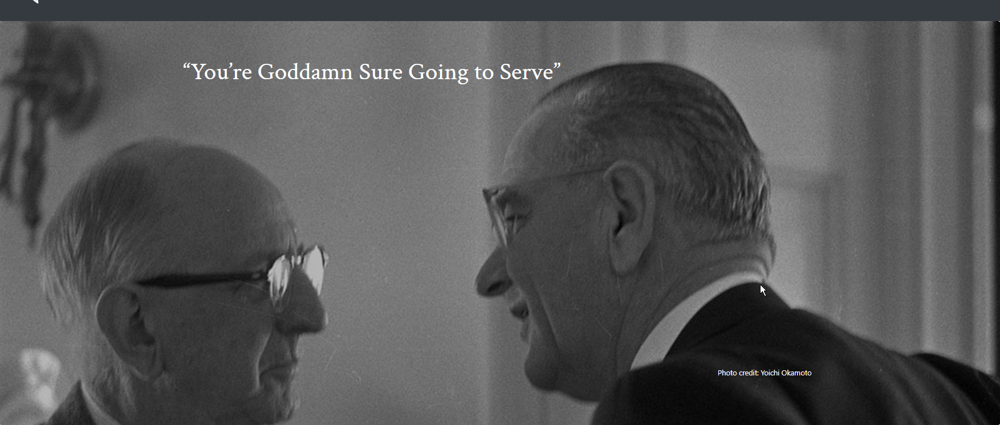 “You’re Goddamn Sure Going to Serve”
Photo credit: Yoichi Okamoto